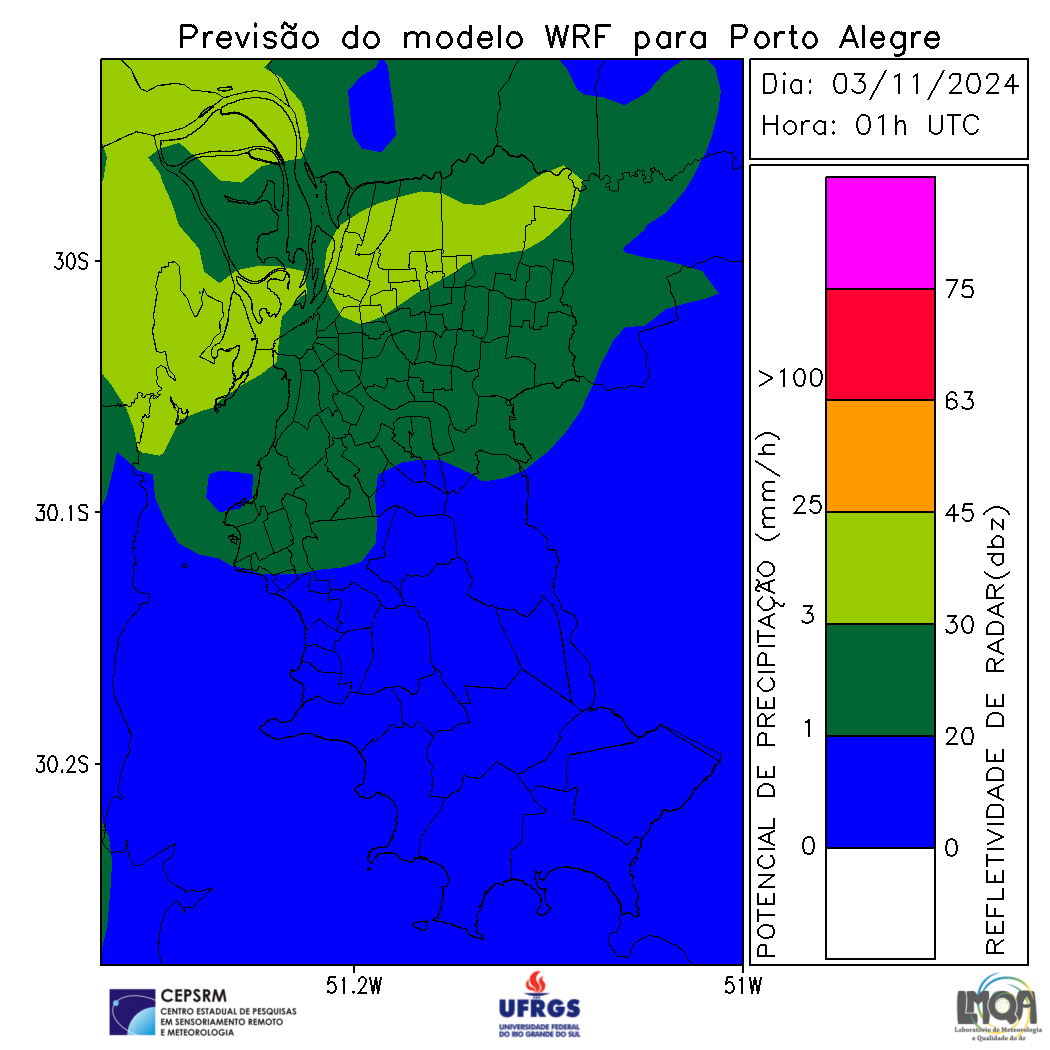 Previsão do modelo WRF para Porto Alegre
Dia: 03/11/2024
Hora: 01h UTC
30S
30.1S
30.2S
51.2W
51W
POTENCIAL DE PRECIPITAÇÃO (mm/h)
>100
25
3
1
0
75
63
45
30
20
0
REFLETIVIDADE DE RADAR(dbz)
CEPSRM
CENTRO ESTADUAL DE PESQUISAS
EM SENSORIAMENTO REMOTO
E METEOROLOGIA
UFRGS
UNIVERSIDADE FEDERAL
DO RIO GRANDE DO SUL
LMQA
Laboratório de Meteorologia
e Qualidade do Ar